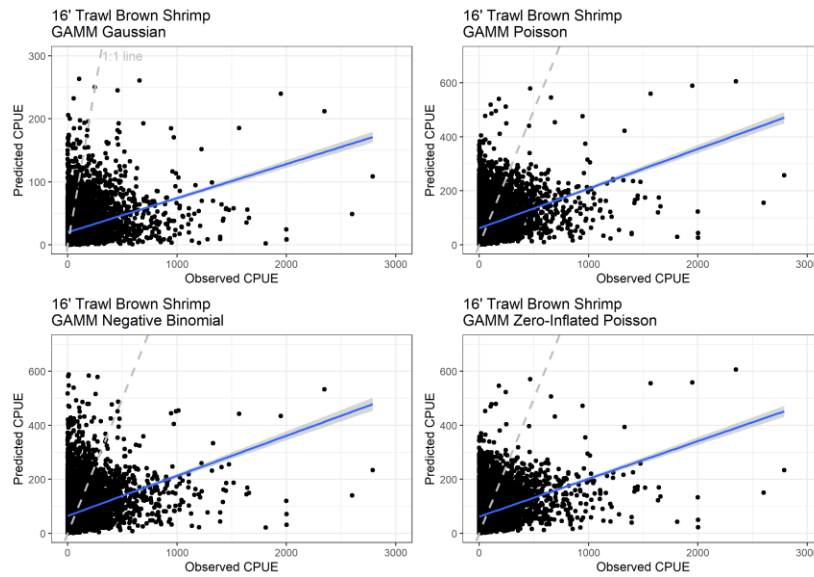 16' Trawl Brown Shrimp
GAMM Gaussian
300
200
100
0
Predicted CPUE
1:1 line
0
1000
2000
3000
Observed CPUE
16' Trawl Brown Shrimp
GAMM Poisson
600
400
200
0
Predicted CPUE
0
1000
2000
3000
Observed CPUE
16' Trawl Brown Shrimp
GAMM Negative Binomial
600
400
200
0
Predicted CPUE
0
1000
2000
3000
Observed CPUE
16' Trawl Brown Shrimp
GAMM Zero-Inflated Poisson
600
400
200
0
Predicted CPUE
0
1000
2000
3000
Observed CPUE